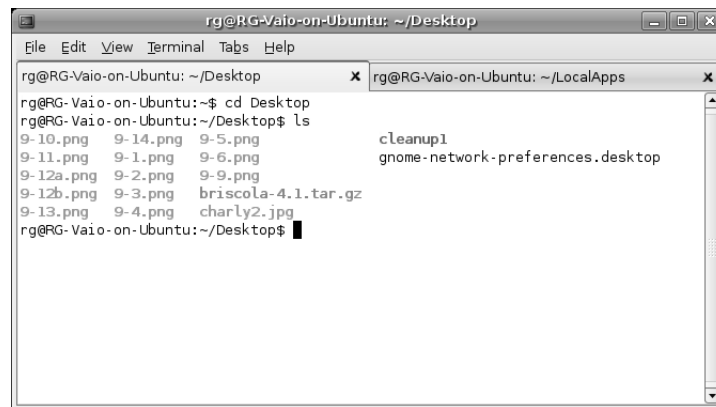 rg@RG-Vaio-on-Ubuntu: ~/Desktop
File Edit View Terminal Tabs Help
rg@RG-Vaio-on-Ubuntu: ~/Desktop x rg@RG-Vaio-on-Ubuntu: ~/LocalApps x
rg@RG-Vaio-on-Ubuntu:~$ cd Desktop
rg@RG-Vaio-on-Ubuntu:~/Desktop$ ls
9-10.png 9-14.png 9-5.png cleanup1
9-11.png 9-1.png 9-6.png gnome-network-preferences.desktop
9-12a.png 9-2.png 9-9.png
9-12b.png 9-3.png briscola-4.1.tar.gz
9-13.png 9-4.png charly2.jpg
rg@RG-Vaio-on-Ubuntu:~/Desktop$